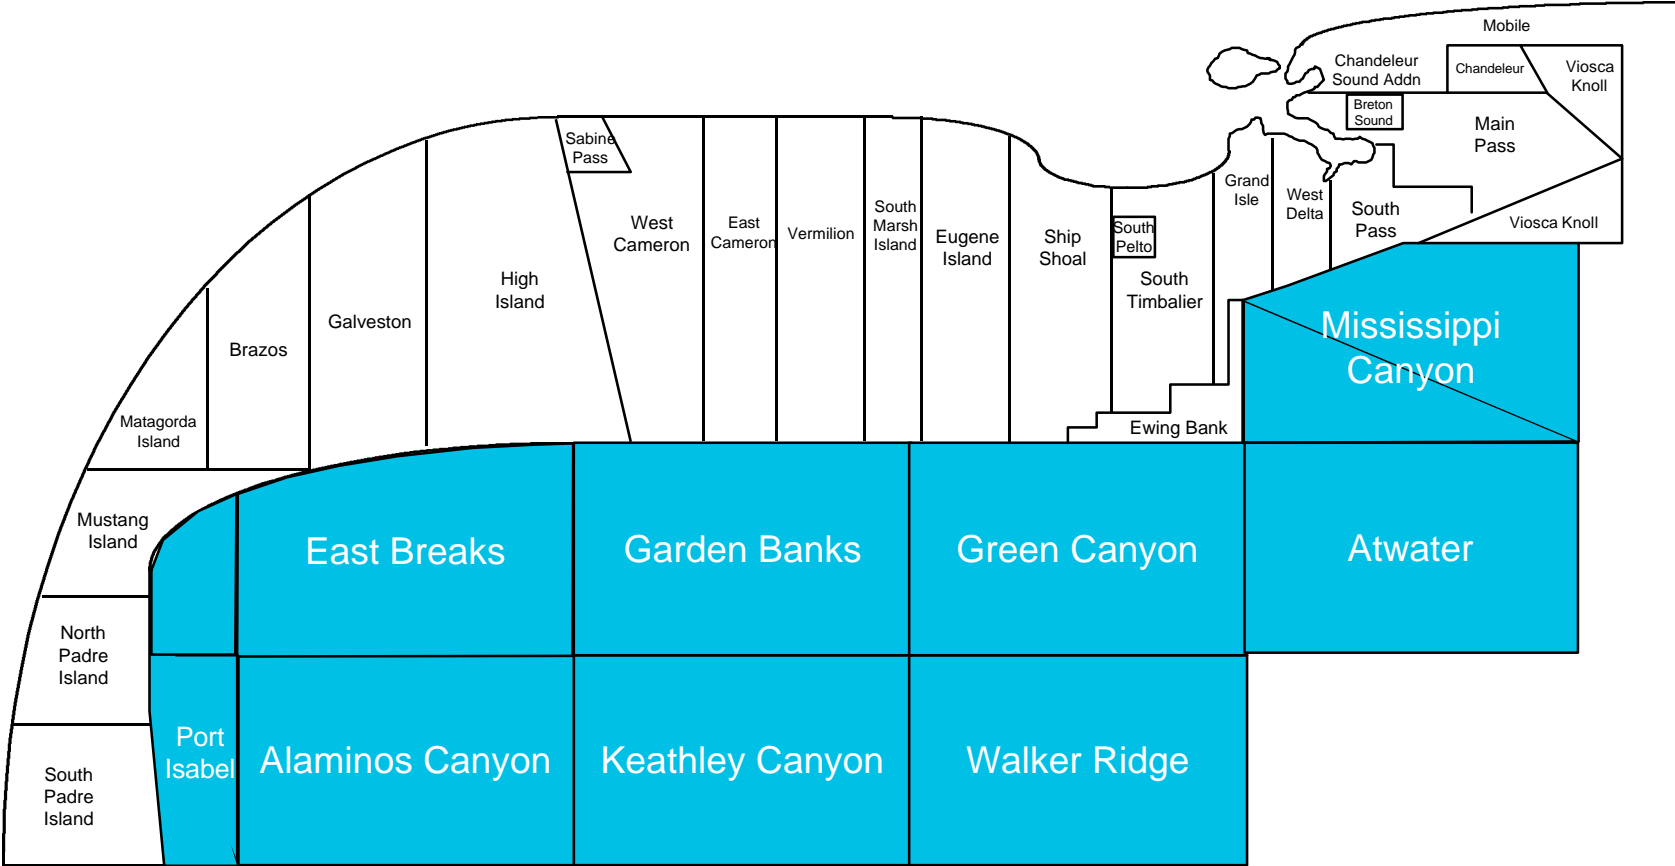 Mobile
Chandeleur
Sound Addn
Chandeleur
Viosca
Knoll
Breton
Sound
Main
Pass
Sabine
Pass
West
Cameron
East
Cameron
Vermilion
South
Marsh
Island
Eugene
Island
Ship
Shoal
South
Pelto
South
Timbalier
Grand
Isle
West
Delta
South
Pass
Viosca Knoll
High
Island
Galveston
Brazos
Matagorda
Island
Ewing Bank
Mississippi
Canyon
Mustang
Island
East Breaks
Garden Banks
Green Canyon
Atwater
North
Padre
Island
Port
Isabel
Alaminos Canyon
Keathley Canyon
Walker Ridge
South
Padre
Island